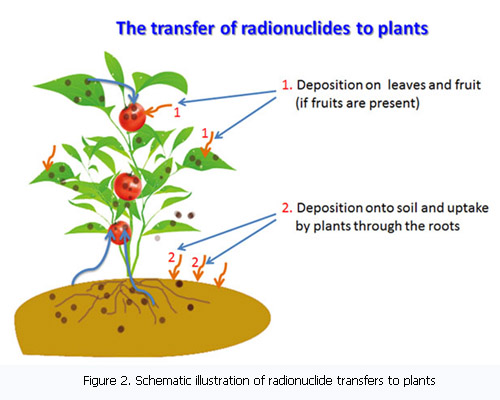 The transfer of radionuclides to plants
1. Deposition on leaves and fruit
(if fruits are present)
1
1
2. Deposition onto soil and uptake
by plants through the roots
2
2
Figure 2. Schematic illustration of radionuclide transfers to plants